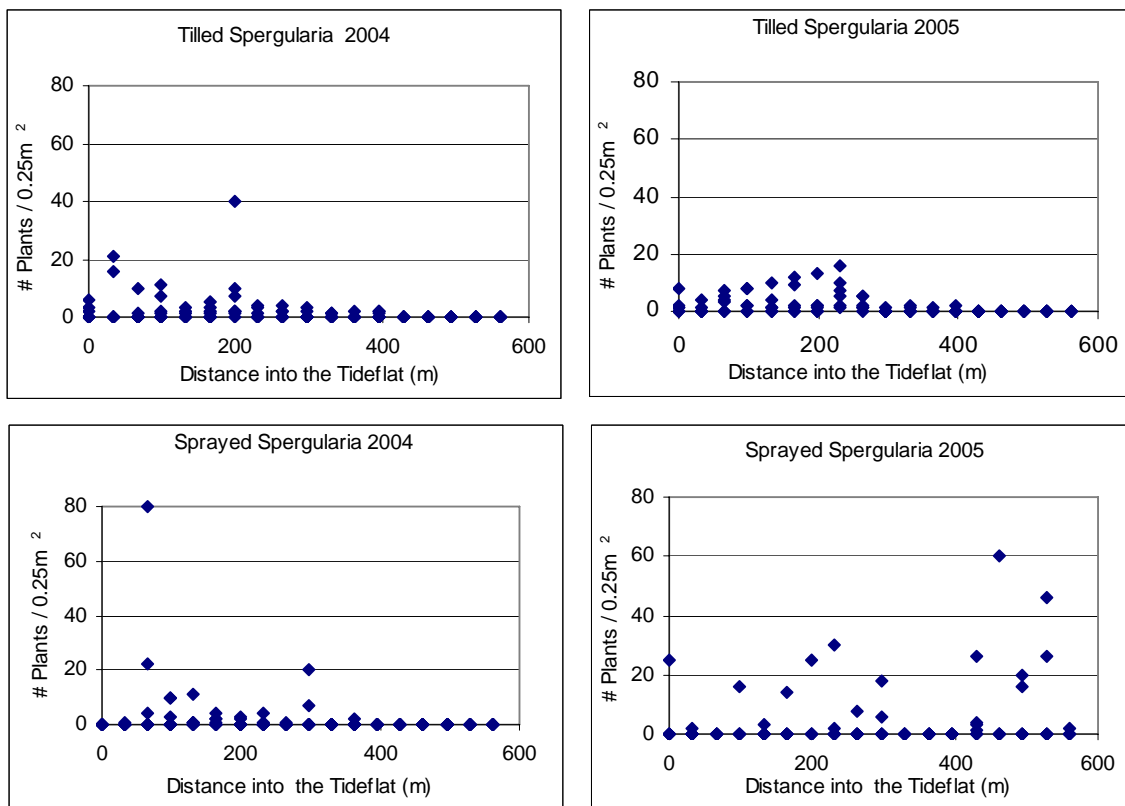 Tilled Spergularia 2004
80
60
40
20
0
0 200 400 600
# Plants / 0.25m ²
Distance into the Tideflat (m)
Tilled Spergularia 2005
80
60
40
20
0
0 200 400 600
# Plants / 0.25m ²
Distance into the Tideflat (m)
Sprayed Spergularia 2004
80
60
40
20
0
0 200 400 600
# Plants / 0.25m ²
Distance into the Tideflat (m)
Sprayed Spergularia 2005
80
60
40
20
0
0 200 400 600
# Plants / 0.25m ²
Distance into the Tideflat (m)